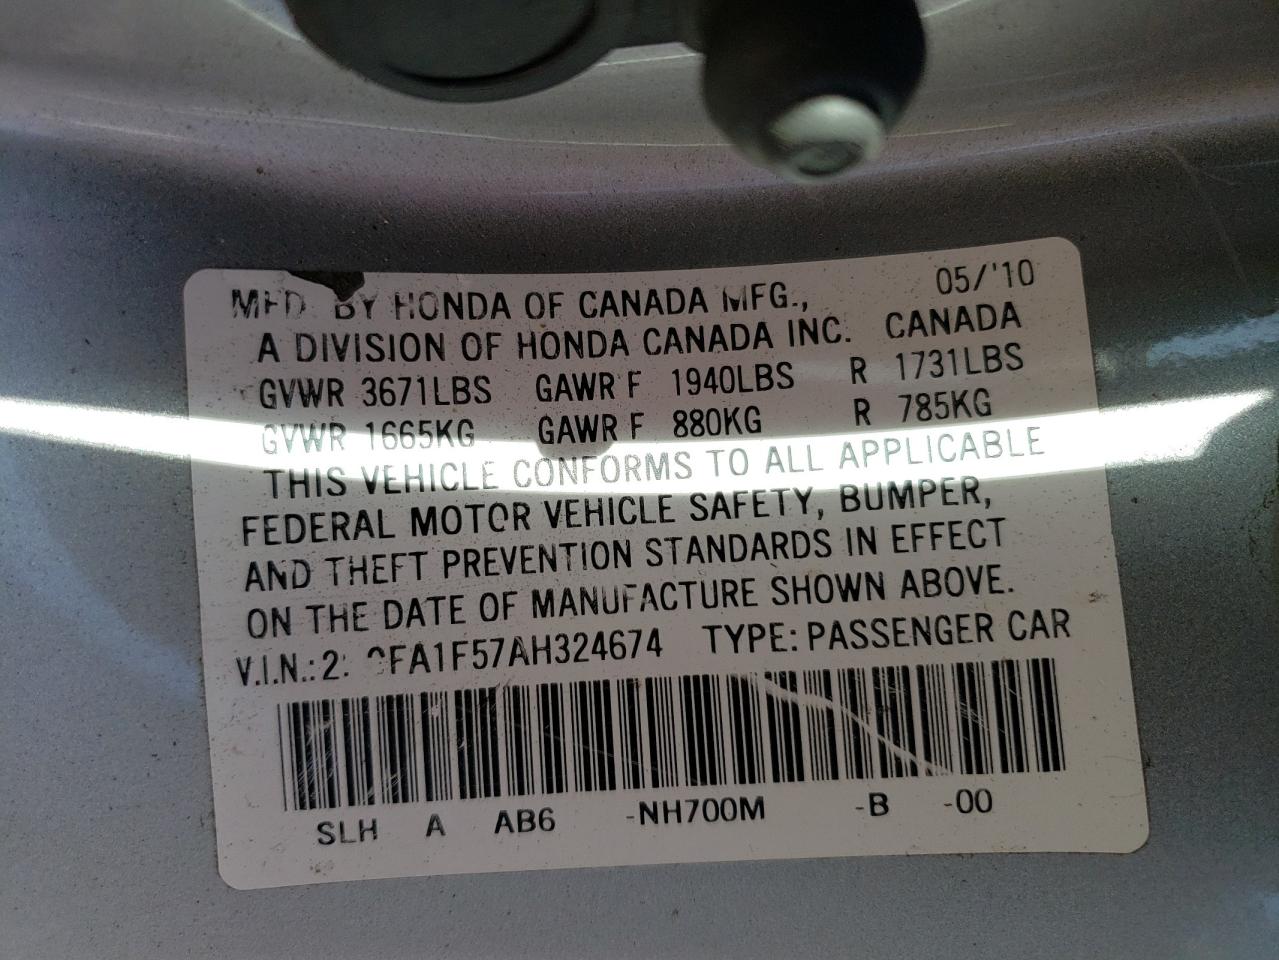 MFD BY HONDA OF CANADA MFG., 05/'10
A DIVISION OF HONDA CANADA INC. CANADA
GVWR 3671LBS GAWR F 1940LBS R 1731LBS
GVWR 1665KG GAWR F 880KG R 785KG
THIS VEHICLE CONFORMS TO ALL APPLICABLE
FEDERAL MOTOR VEHICLE SAFETY, BUMPER,
AND THEFT PREVENTION STANDARDS IN EFFECT
ON THE DATE OF MANUFACTURE SHOWN ABOVE.
V.I.N.: TYPE: PASSENGER CAR
SLH A AB6 -NH700M -B -00